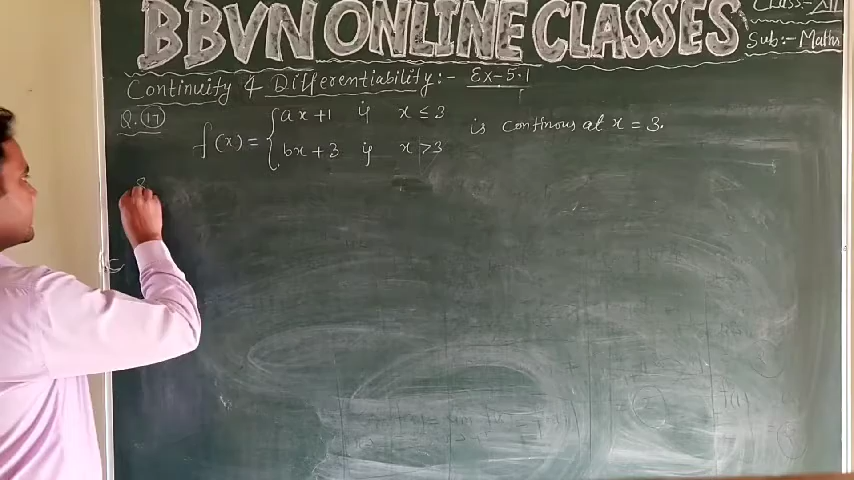 BBVN ONLINE CLASSES
Class:- XII
Sub:- Maths
Continuity & Differentiability:- Ex-5.1
Q.(17)
f(x) = { ax+1 if x ≤ 3
bx+3 if x >3
is continous at x = 3.